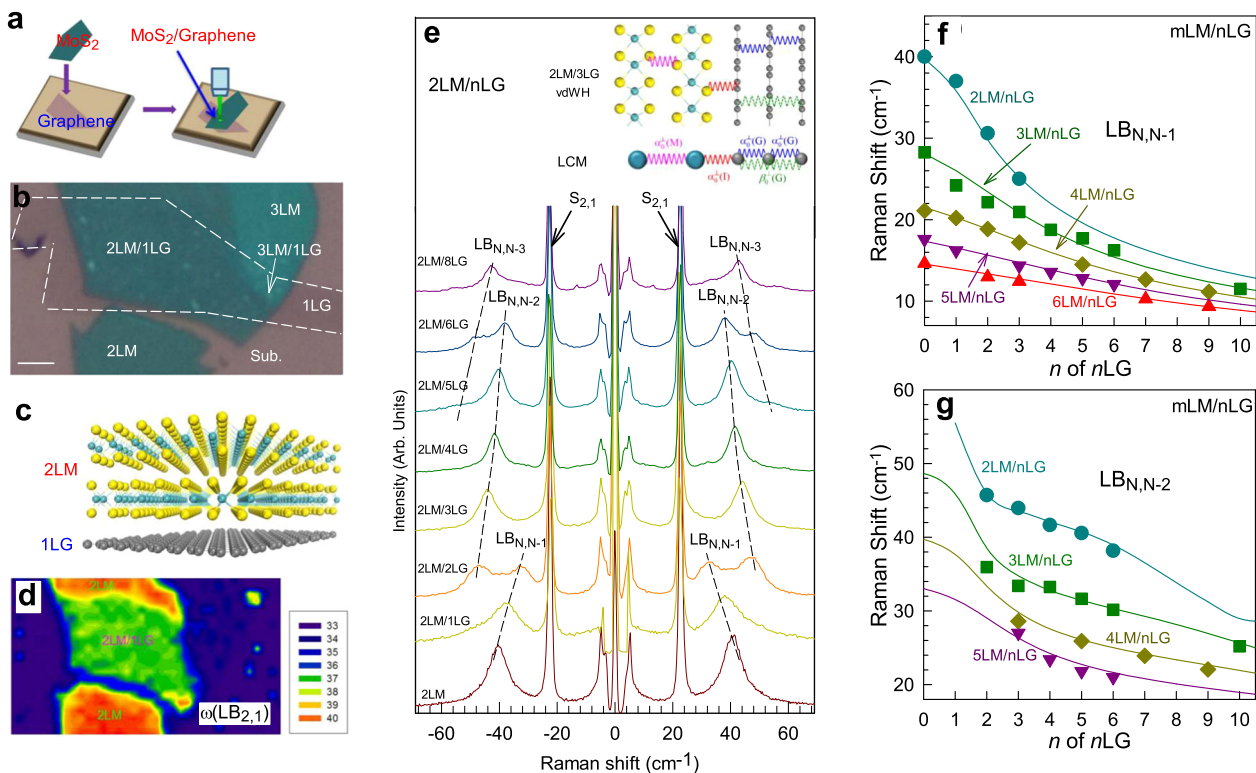 a
MoS2
MoS2/Graphene
Graphene
b
3LM
2LM/1LG
3LM/1LG
1LG
2LM
Sub.
c
2LM
1LG
d
2LM
2LM/1LG
2LM
ω(LB2,1)
33
34
35
36
37
38
39
40
e
2LM/nLG
2LM/3LG
vdWH
LCM
α0⊥(M)
α0⊥(I)
α0⊥(G)
α0⊥(G)
β0⊥(G)
S2,1
S2,1
LBN,N-3
LBN,N-3
2LM/8LG
LBN,N-2
LBN,N-2
2LM/6LG
2LM/5LG
2LM/4LG
2LM/3LG
LBN,N-1
LBN,N-1
2LM/2LG
2LM/1LG
2LM
Intensity (Arb. Units)
-60 -40 -20 0 20 40 60
Raman shift (cm-1)
f
mLM/nLG
LBN,N-1
2LM/nLG
3LM/nLG
4LM/nLG
5LM/nLG
6LM/nLG
40
30
20
10
Raman Shift (cm-1)
0 1 2 3 4 5 6 7 8 9 10
n of nLG
g
mLM/nLG
LBN,N-2
2LM/nLG
3LM/nLG
4LM/nLG
5LM/nLG
60
50
40
30
20
Raman Shift (cm-1)
0 1 2 3 4 5 6 7 8 9 10
n of nLG